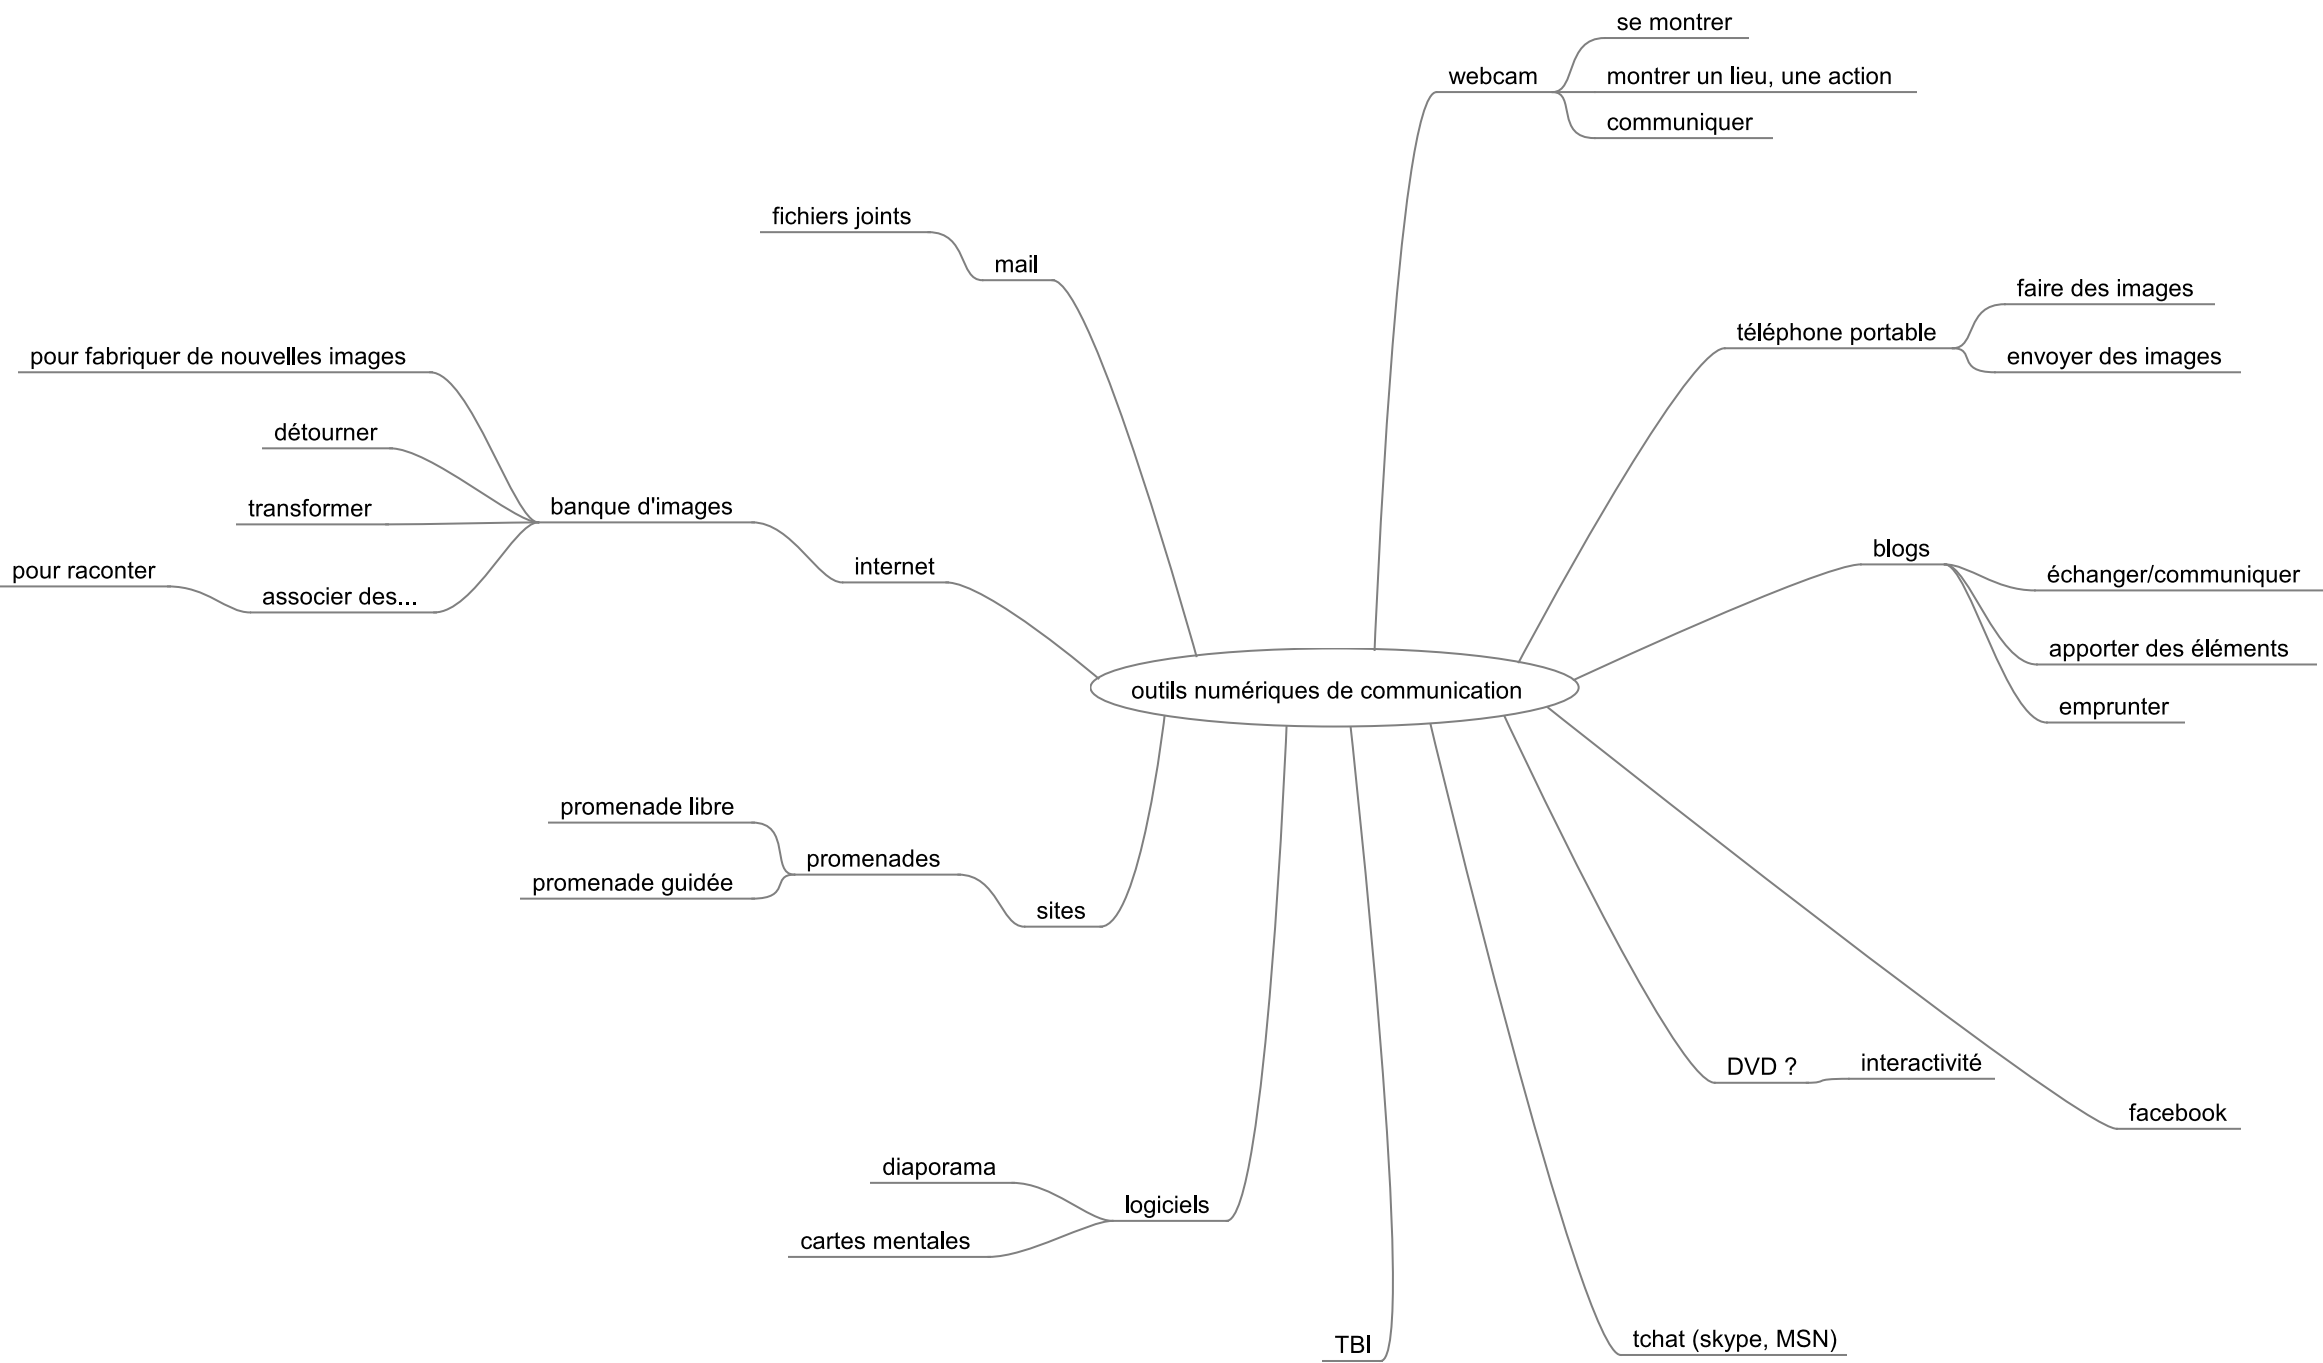 se montrer
webcam
montrer un lieu, une action
communiquer
fichiers joints
mail
faire des images
téléphone portable
envoyer des images
pour fabriquer de nouvelles images
détourner
transformer
banque d'images
pour raconter
associer des...
internet
blogs
échanger/communiquer
apporter des éléments
emprunter
outils numériques de communication
promenade libre
promenades
promenade guidée
sites
DVD ?
interactivité
facebook
diaporama
logiciels
cartes mentales
TBI
tchat (skype, MSN)